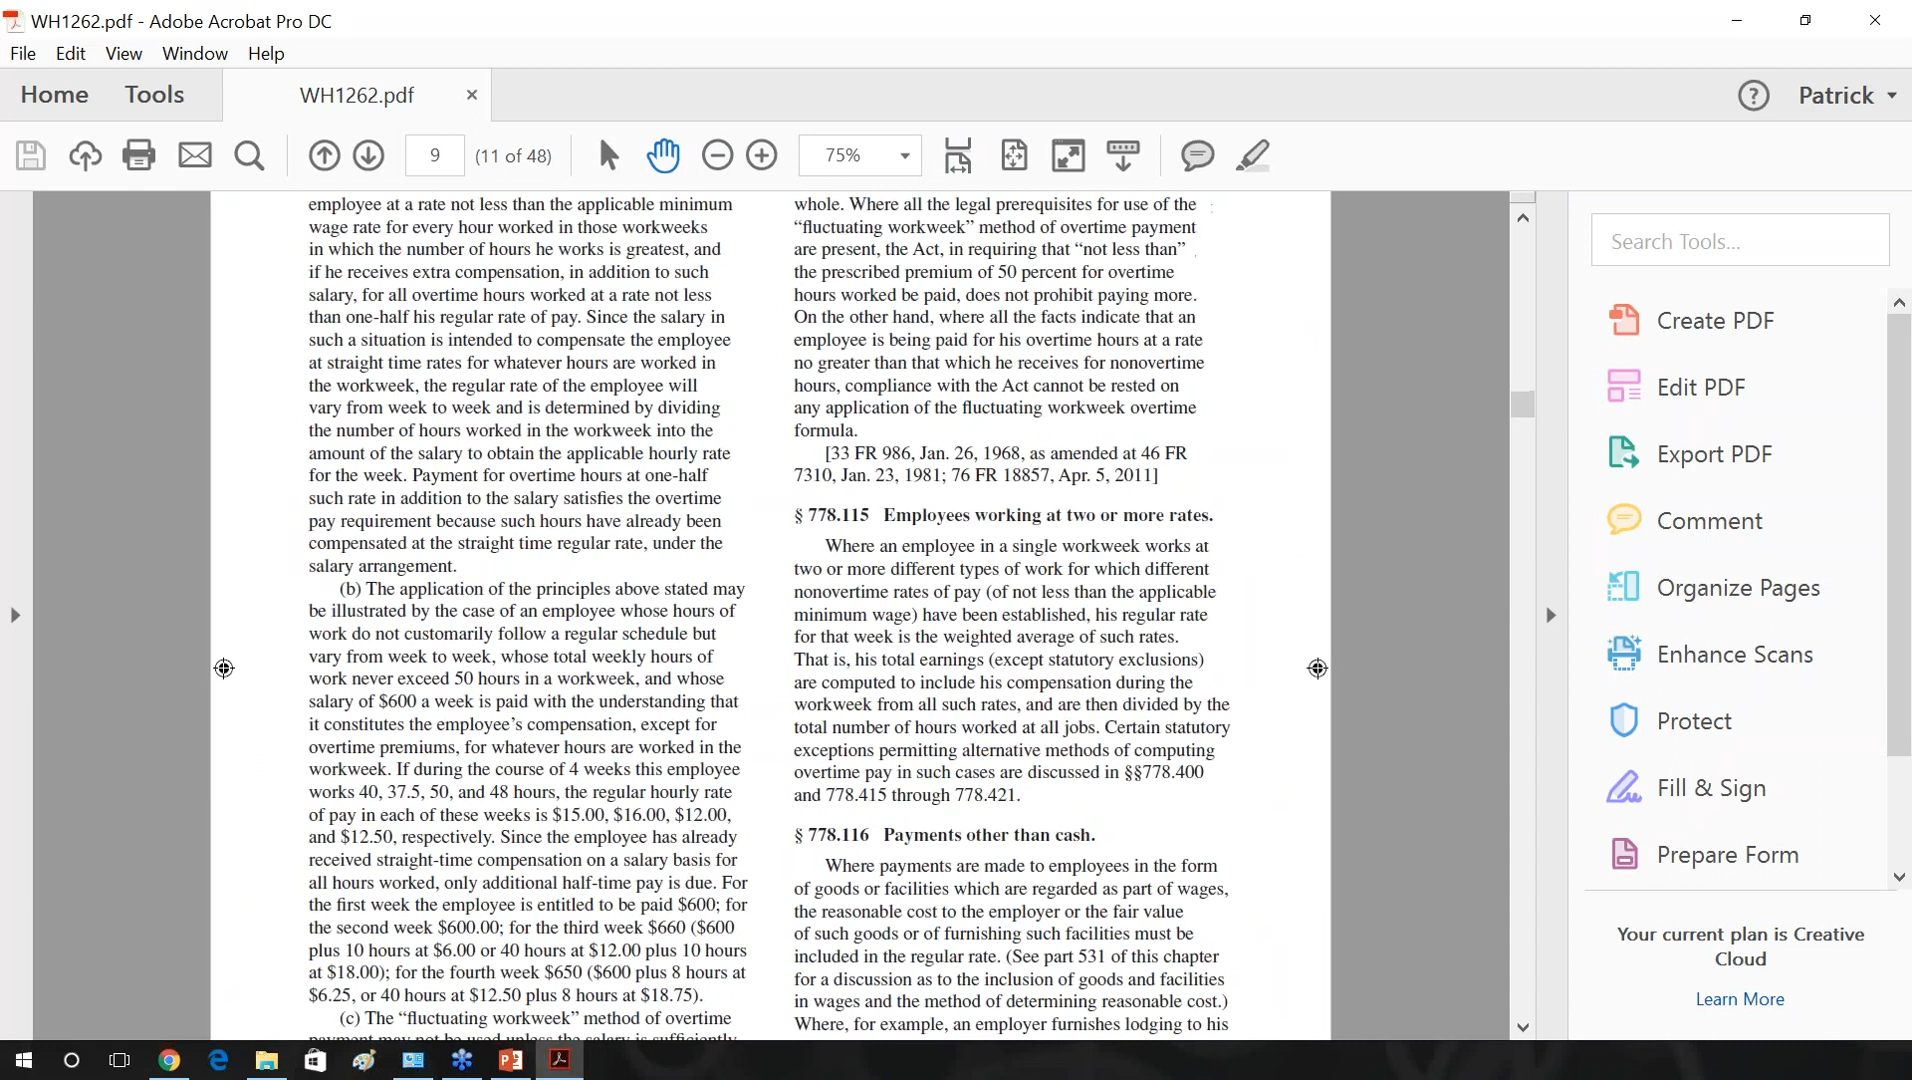 WH1262.pdf - Adobe Acrobat Pro DC
File Edit View Window Help
Home Tools WH1262.pdf × ? Patrick
9 (11 of 48) 75%
employee at a rate not less than the applicable minimum
wage rate for every hour worked in those workweeks
in which the number of hours he works is greatest, and
if he receives extra compensation, in addition to such
salary, for all overtime hours worked at a rate not less
than one-half his regular rate of pay. Since the salary in
such a situation is intended to compensate the employee
at straight time rates for whatever hours are worked in
the workweek, the regular rate of the employee will
vary from week to week and is determined by dividing
the number of hours worked in the workweek into the
amount of the salary to obtain the applicable hourly rate
for the week. Payment for overtime hours at one-half
such rate in addition to the salary satisfies the overtime
pay requirement because such hours have already been
compensated at the straight time regular rate, under the
salary arrangement.
(b) The application of the principles above stated may
be illustrated by the case of an employee whose hours of
work do not customarily follow a regular schedule but
vary from week to week, whose total weekly hours of
work never exceed 50 hours in a workweek, and whose
salary of $600 a week is paid with the understanding that
it constitutes the employee’s compensation, except for
overtime premiums, for whatever hours are worked in the
workweek. If during the course of 4 weeks this employee
works 40, 37.5, 50, and 48 hours, the regular hourly rate
of pay in each of these weeks is $15.00, $16.00, $12.00,
and $12.50, respectively. Since the employee has already
received straight-time compensation on a salary basis for
all hours worked, only additional half-time pay is due. For
the first week the employee is entitled to be paid $600; for
the second week $600.00; for the third week $660 ($600
plus 10 hours at $6.00 or 40 hours at $12.00 plus 10 hours
at $18.00); for the fourth week $650 ($600 plus 8 hours at
$6.25, or 40 hours at $12.50 plus 8 hours at $18.75).
(c) The “fluctuating workweek” method of overtime
payment may not be used unless the salary is sufficiently
whole. Where all the legal prerequisites for use of the
“fluctuating workweek” method of overtime payment
are present, the Act, in requiring that “not less than”
the prescribed premium of 50 percent for overtime
hours worked be paid, does not prohibit paying more.
On the other hand, where all the facts indicate that an
employee is being paid for his overtime hours at a rate
no greater than that which he receives for nonovertime
hours, compliance with the Act cannot be rested on
any application of the fluctuating workweek overtime
formula.
[33 FR 986, Jan. 26, 1968, as amended at 46 FR
7310, Jan. 23, 1981; 76 FR 18857, Apr. 5, 2011]
§ 778.115 Employees working at two or more rates.
Where an employee in a single workweek works at
two or more different types of work for which different
nonovertime rates of pay (of not less than the applicable
minimum wage) have been established, his regular rate
for that week is the weighted average of such rates.
That is, his total earnings (except statutory exclusions)
are computed to include his compensation during the
workweek from all such rates, and are then divided by the
total number of hours worked at all jobs. Certain statutory
exceptions permitting alternative methods of computing
overtime pay in such cases are discussed in §§778.400
and 778.415 through 778.421.
§ 778.116 Payments other than cash.
Where payments are made to employees in the form
of goods or facilities which are regarded as part of wages,
the reasonable cost to the employer or the fair value
of such goods or of furnishing such facilities must be
included in the regular rate. (See part 531 of this chapter
for a discussion as to the inclusion of goods and facilities
in wages and the method of determining reasonable cost.)
Where, for example, an employer furnishes lodging to his
Search Tools...
Create PDF
Edit PDF
Export PDF
Comment
Organize Pages
Enhance Scans
Protect
Fill & Sign
Prepare Form
Your current plan is Creative
Cloud
Learn More